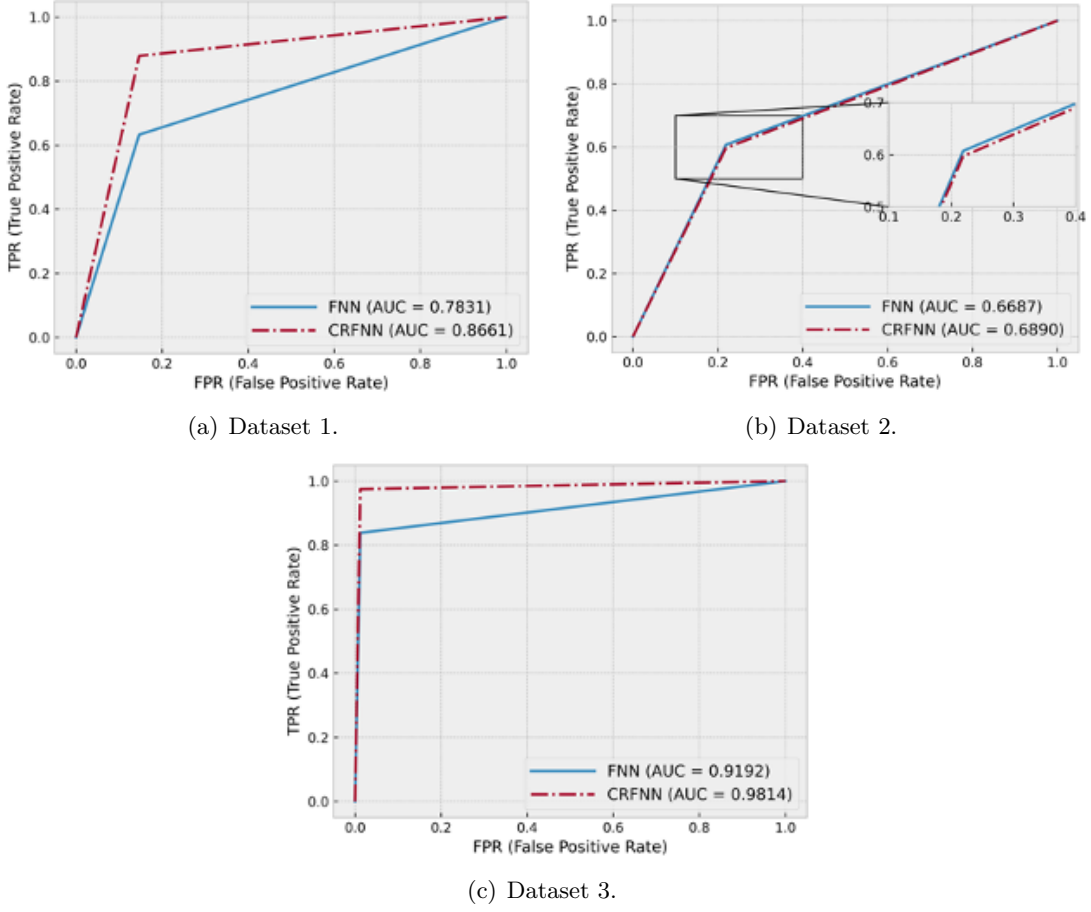 1.0
0.8
0.6
0.4
0.2
0.0
TPR (True Positive Rate)
FNN (AUC = 0.7831)
CRFNN (AUC = 0.8661)
0.0 0.2 0.4 0.6 0.8 1.0
FPR (False Positive Rate)
(a) Dataset 1.
1.0
0.8
0.6
0.4
0.2
0.0
TPR (True Positive Rate)
0.7
0.6
0.5
0.1 0.2 0.3 0.4
FNN (AUC = 0.6687)
CRFNN (AUC = 0.6890)
0.0 0.2 0.4 0.6 0.8 1.0
FPR (False Positive Rate)
(b) Dataset 2.
1.0
0.8
0.6
0.4
0.2
0.0
TPR (True Positive Rate)
FNN (AUC = 0.9192)
CRFNN (AUC = 0.9814)
0.0 0.2 0.4 0.6 0.8 1.0
FPR (False Positive Rate)
(c) Dataset 3.